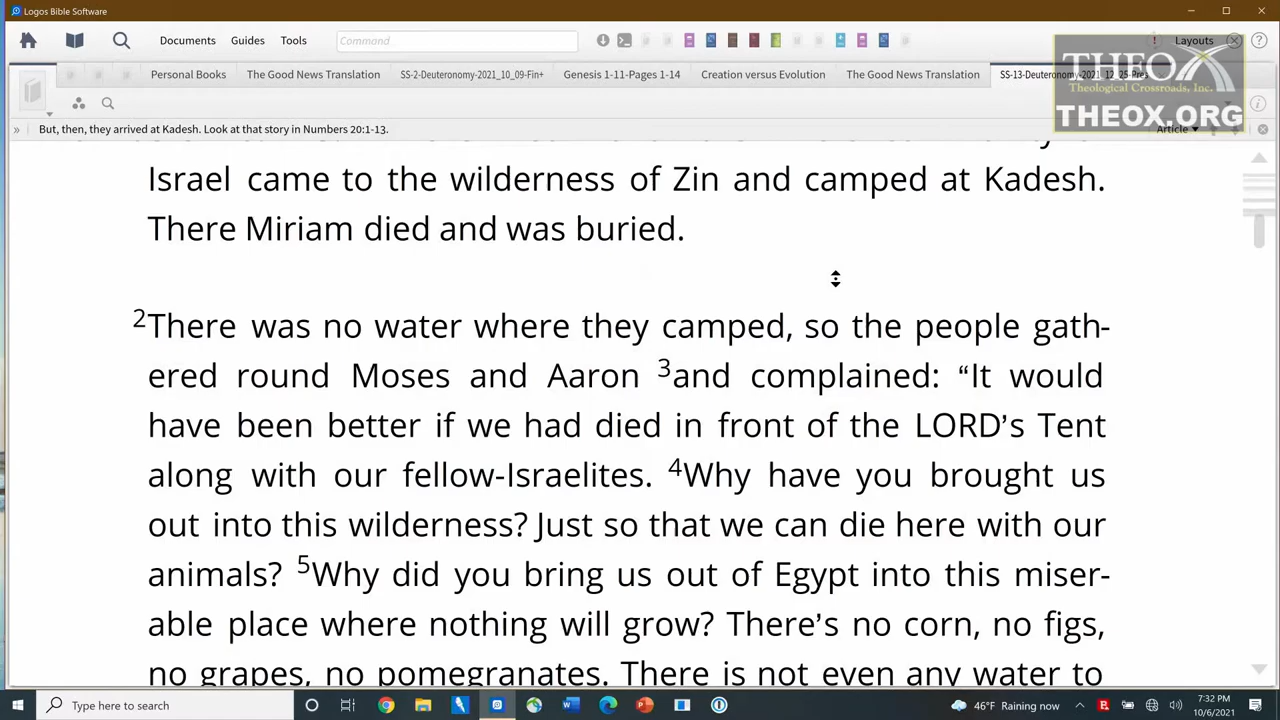 Logos Bible Software
Documents Guides Tools Command Layouts
THEOX
Theological Crossroads, Inc.
THEOX.ORG
Personal Books The Good News Translation SS-2-Deuteronomy-2021_10_09-Fin+ Genesis 1-11-Pages 1-14 Creation versus Evolution The Good News Translation SS-13-Deuteronomy-2021_12_25-Pres
» But, then, they arrived at Kadesh. Look at that story in Numbers 20:1-13. Article
Israel came to the wilderness of Zin and camped at Kadesh.
There Miriam died and was buried.
2There was no water where they camped, so the people gath-
ered round Moses and Aaron 3and complained: “It would
have been better if we had died in front of the LORD’s Tent
along with our fellow-Israelites. 4Why have you brought us
out into this wilderness? Just so that we can die here with our
animals? 5Why did you bring us out of Egypt into this miser-
able place where nothing will grow? There’s no corn, no figs,
no grapes, no pomegranates. There is not even any water to
Type here to search 46°F Raining now 7:32 PM
10/6/2021